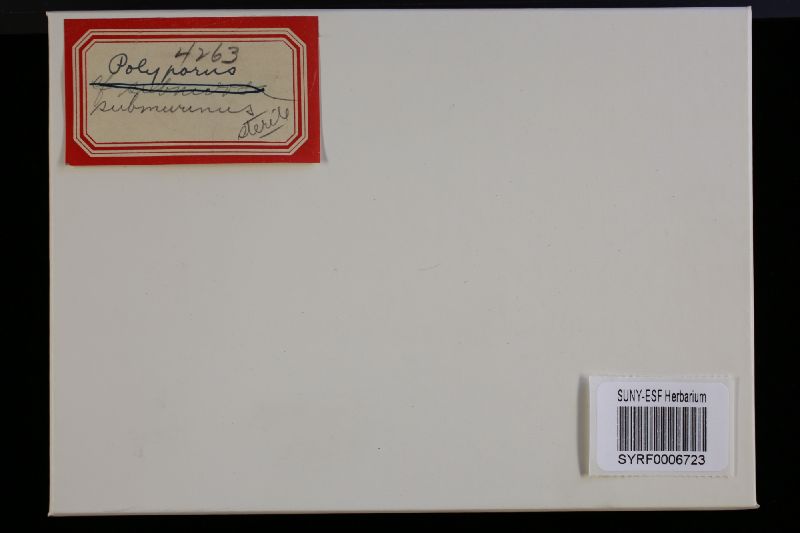 4263
Polyporus
submurinus
sterile
SUNY-ESF Herbarium
SYRF0006723